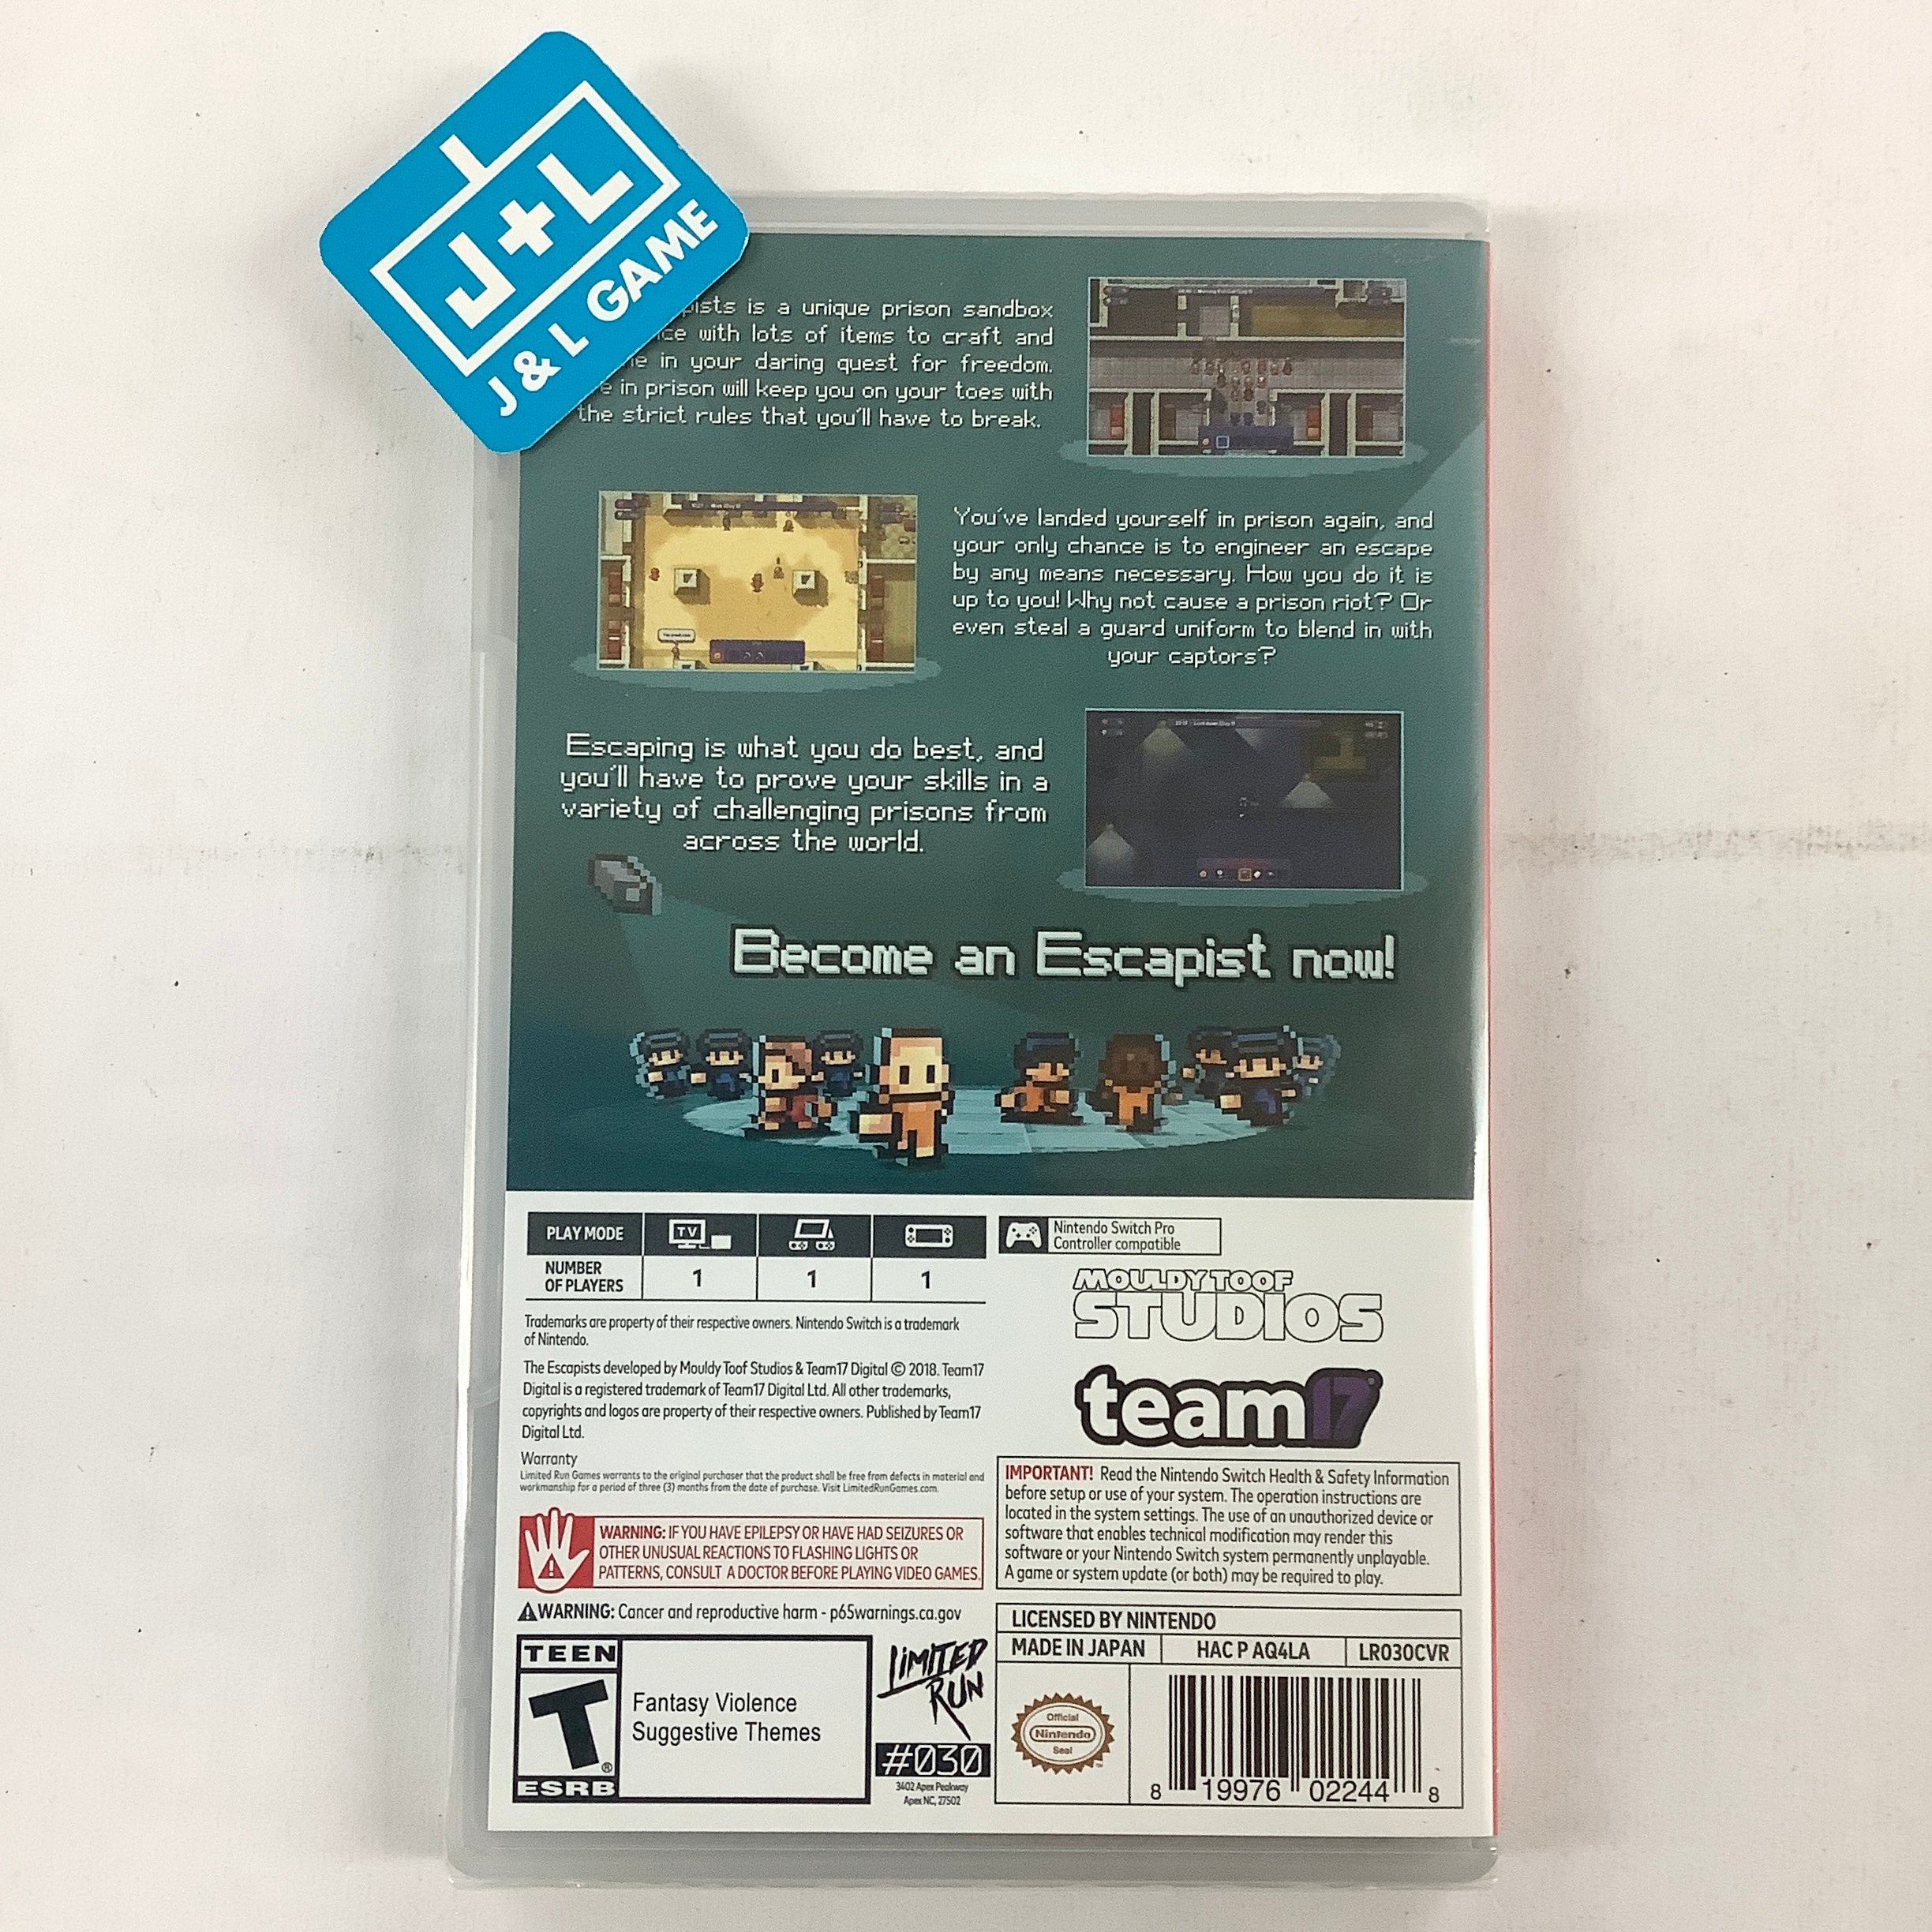 J+L
J & L GAME
is a unique prison sandbox
with lots of items to craft and
in your daring quest for freedom.
in prison will keep you on your toes with
the strict rules that you'll have to break.
You've landed yourself in prison again, and
your only chance is to engineer an escape
by any means necessary. How you do it is
up to you! Why not cause a prison riot? Or
even steal a guard uniform to blend in with
your captors?
Escaping is what you do best, and
you'll have to prove your skills in a
variety of challenging prisons from
across the world.
Become an Escapist now!
PLAY MODE
TV
NUMBER
OF PLAYERS
1
1
1
Nintendo Switch Pro
Controller compatible
MOULDY TOOF
STUDIOS
team17
Trademarks are property of their respective owners. Nintendo Switch is a trademark
of Nintendo.
The Escapists developed by Mouldy Toof Studios & Team17 Digital © 2018. Team17
Digital is a registered trademark of Team17 Digital Ltd. All other trademarks,
copyrights and logos are property of their respective owners. Published by Team17
Digital Ltd.
Warranty
Limited Run Games warrants to the original purchaser that the product shall be free from defects in material and
workmanship for a period of three (3) months from the date of purchase. Visit LimitedRunGames.com.
WARNING: IF YOU HAVE EPILEPSY OR HAVE HAD SEIZURES OR
OTHER UNUSUAL REACTIONS TO FLASHING LIGHTS OR
PATTERNS, CONSULT A DOCTOR BEFORE PLAYING VIDEO GAMES.
WARNING: Cancer and reproductive harm - p65warnings.ca.gov
IMPORTANT! Read the Nintendo Switch Health & Safety Information
before setup or use of your system. The operation instructions are
located in the system settings. The use of an unauthorized device or
software that enables technical modification may render this
software or your Nintendo Switch system permanently unplayable.
A game or system update (or both) may be required to play.
TEEN
T
®
ESRB
Fantasy Violence
Suggestive Themes
LIMITED
RUN
#030
3402 Apex Peakway
Apex NC, 27502
LICENSED BY NINTENDO
MADE IN JAPAN
HAC P AQ4LA
LR030CVR
Official
Nintendo
Seal
8 19976 02244 8